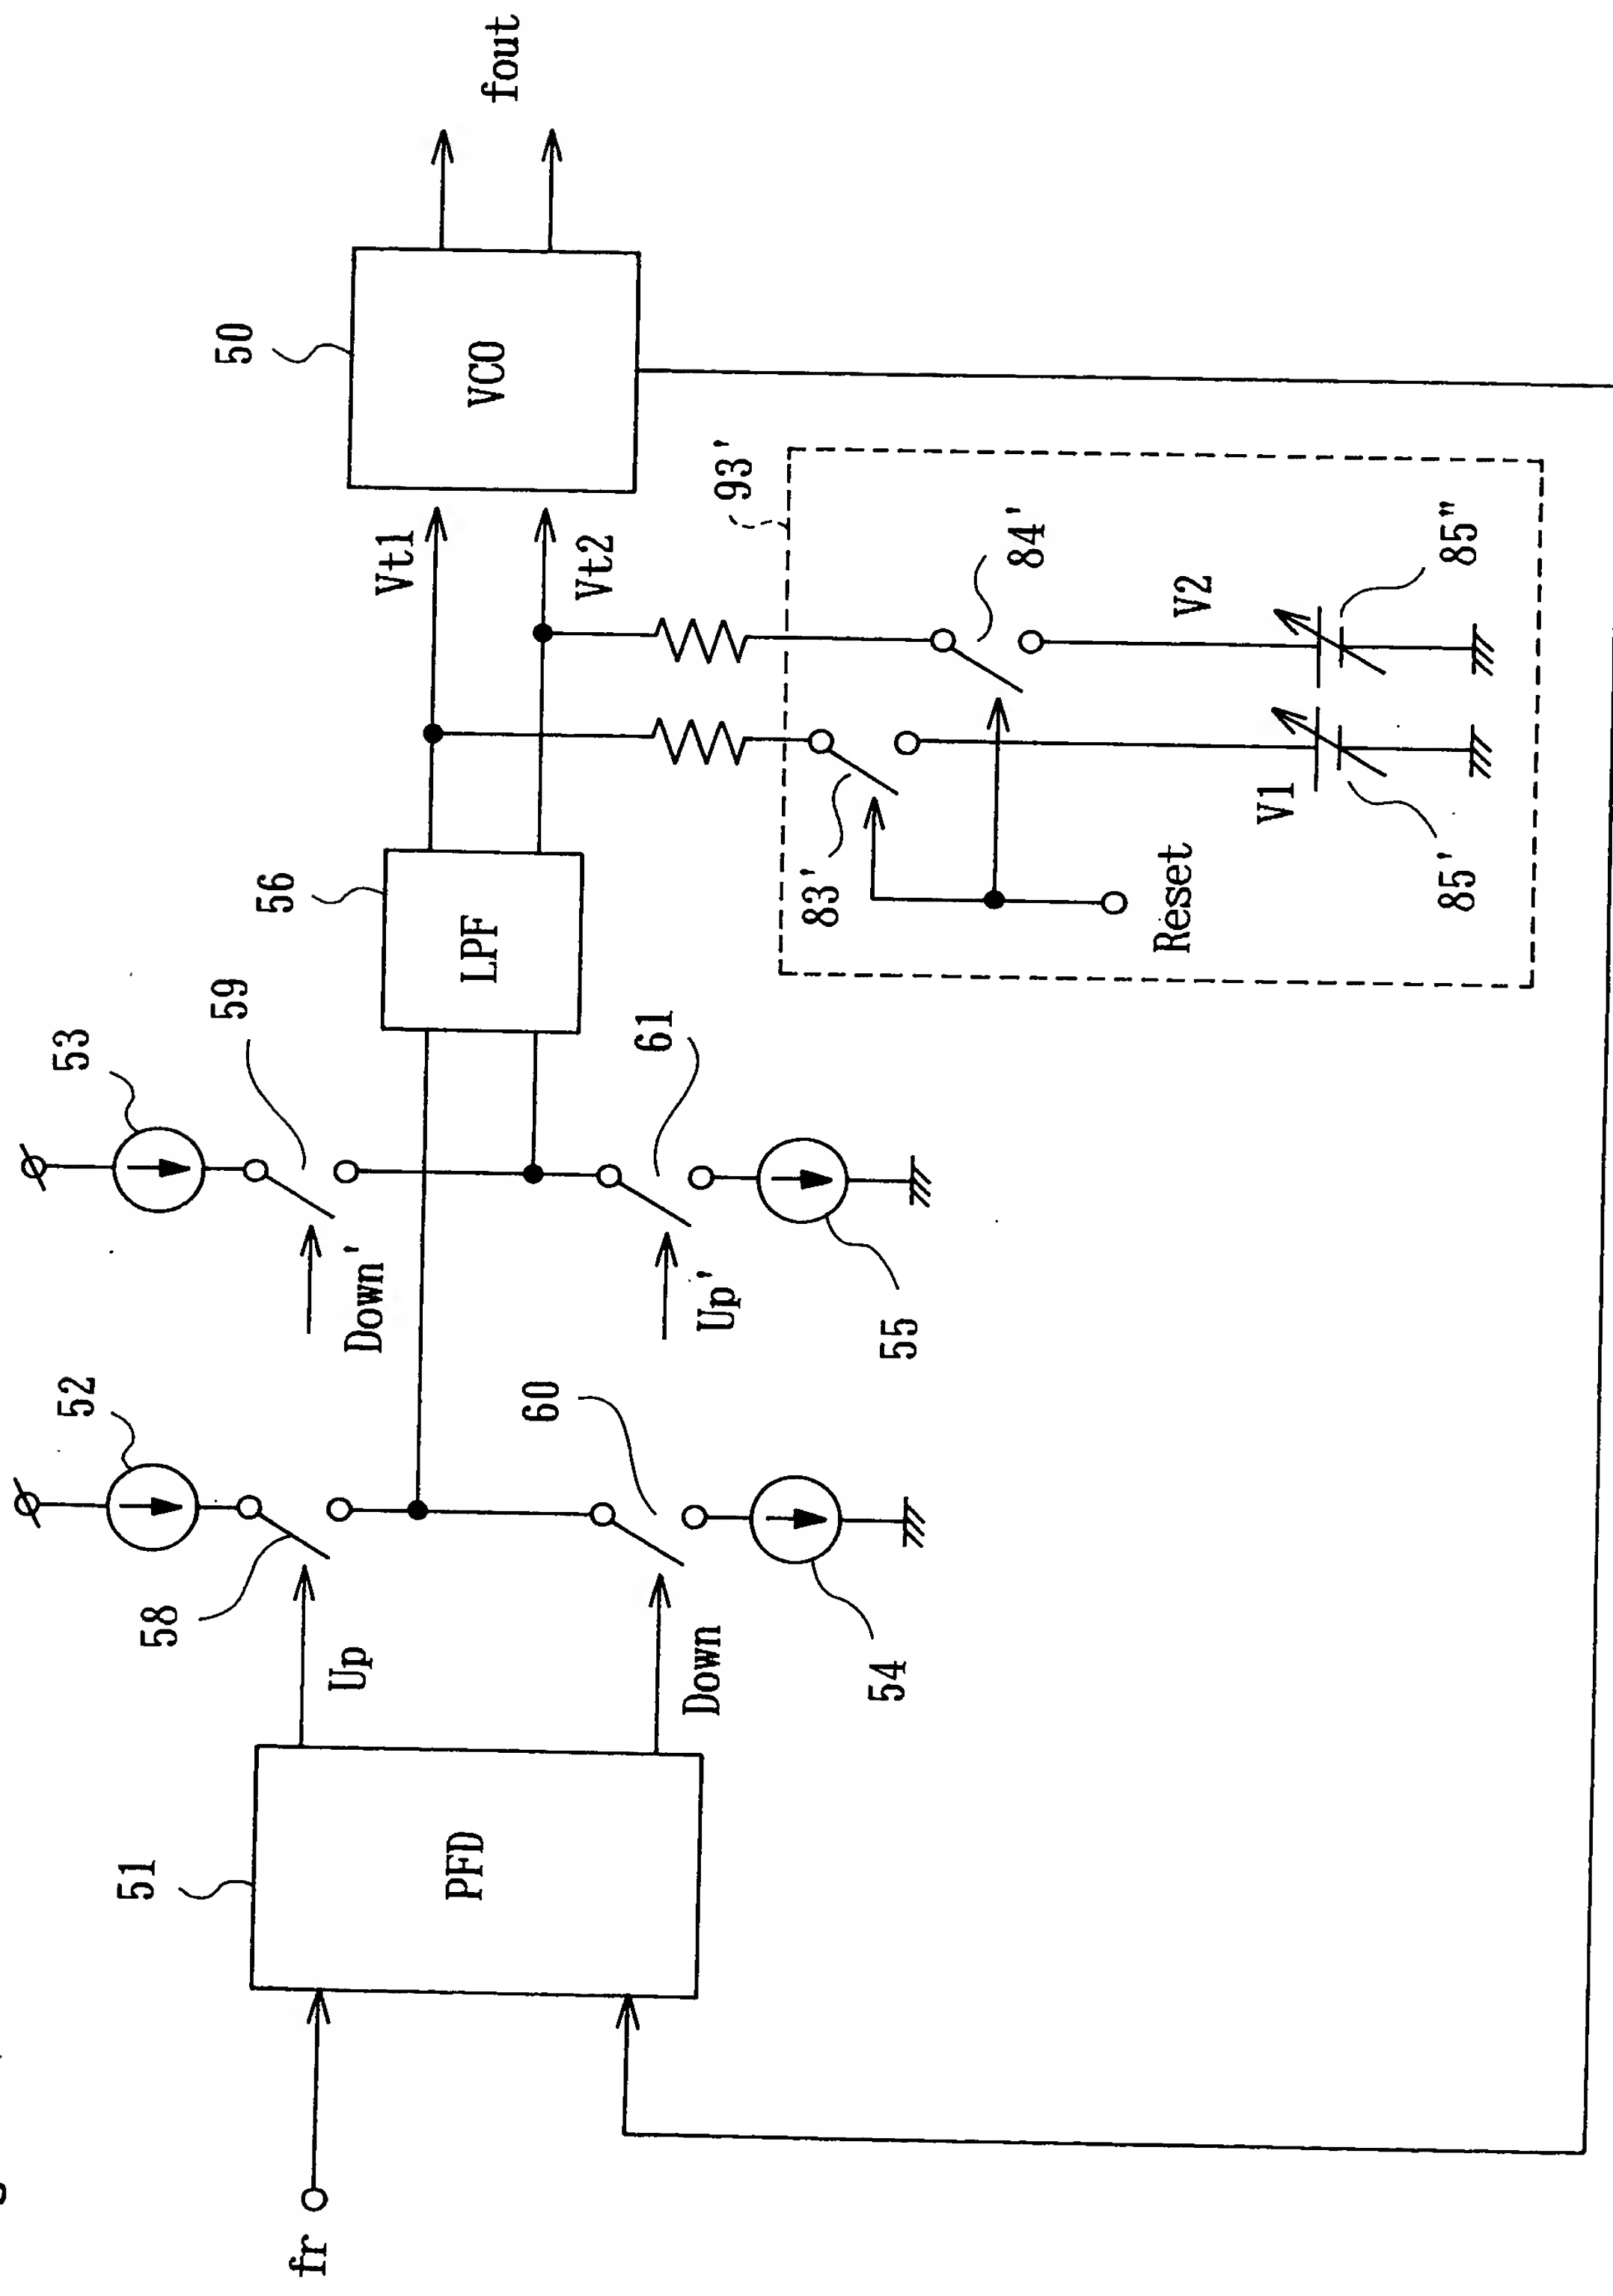 fr
51
PFD
Up
Down
58
52
60
54
53
59
Down'
61
Up'
55
56
LPF
Vt1
Vt2
50
VCO
fout
93'
83'
84'
Reset
V1
V2
85'
85"